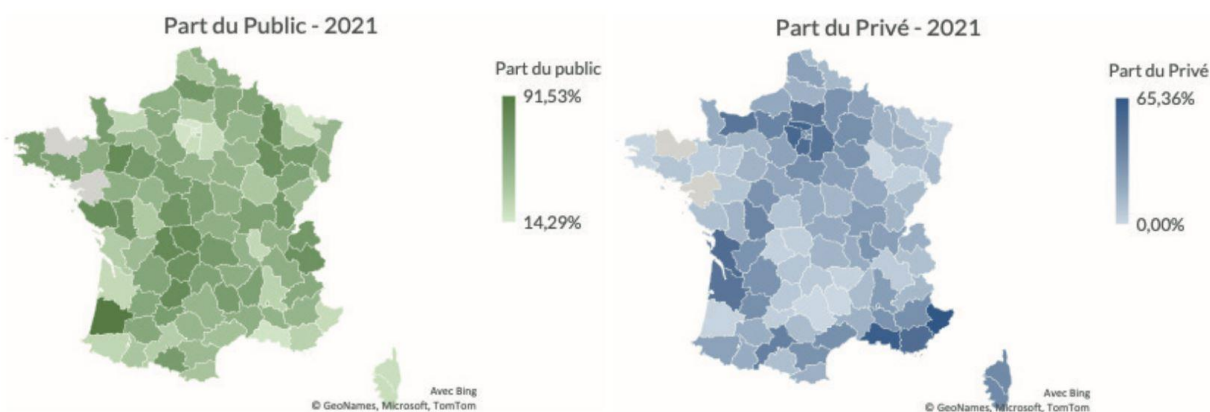 Part du Public - 2021
Part du public
91,53%
14,29%
Avec Bing
© GeoNames, Microsoft, TomTom
Part du Privé - 2021
Part du Privé
65,36%
0,00%
Avec Bing
© GeoNames, Microsoft, TomTom